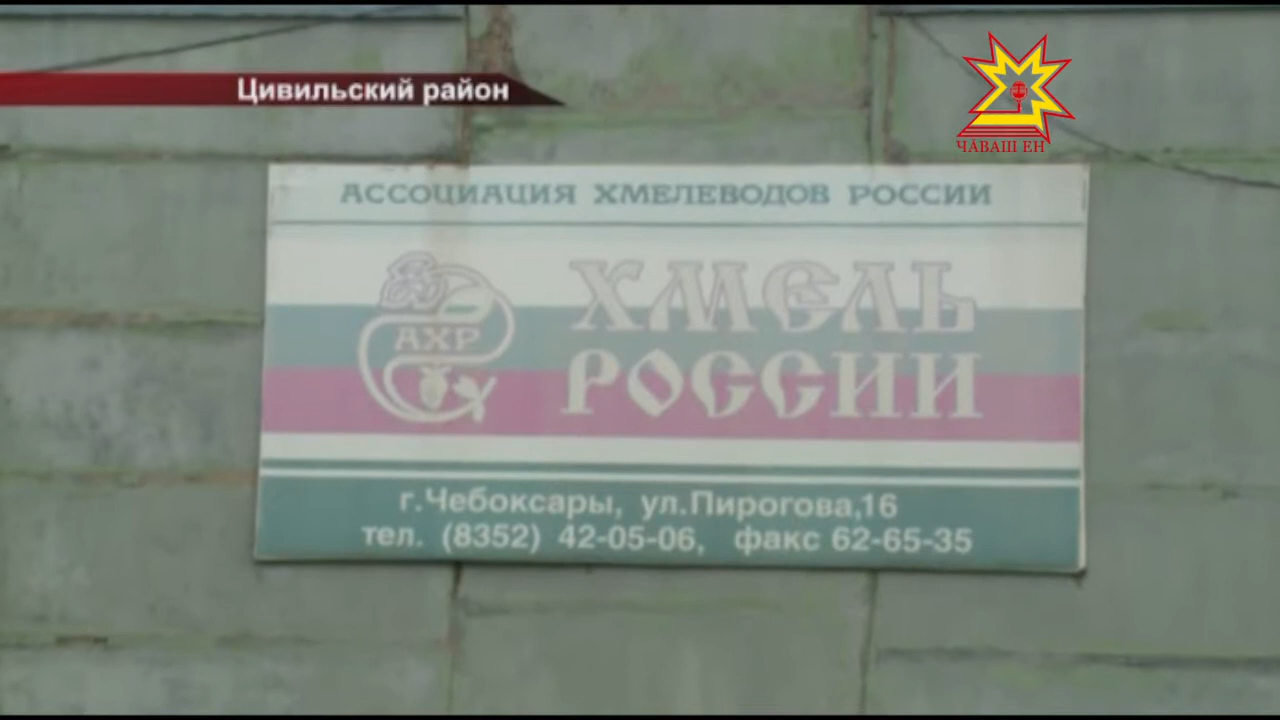 Цивильский район
ЧӐВАШ ЕН
АССОЦИАЦИЯ ХМЕЛЕВОДОВ РОССИИ
АХР
ХМЕЛЬ
РОССИИ
г.Чебоксары, ул.Пирогова,16
тел. (8352) 42-05-06, факс 62-65-35